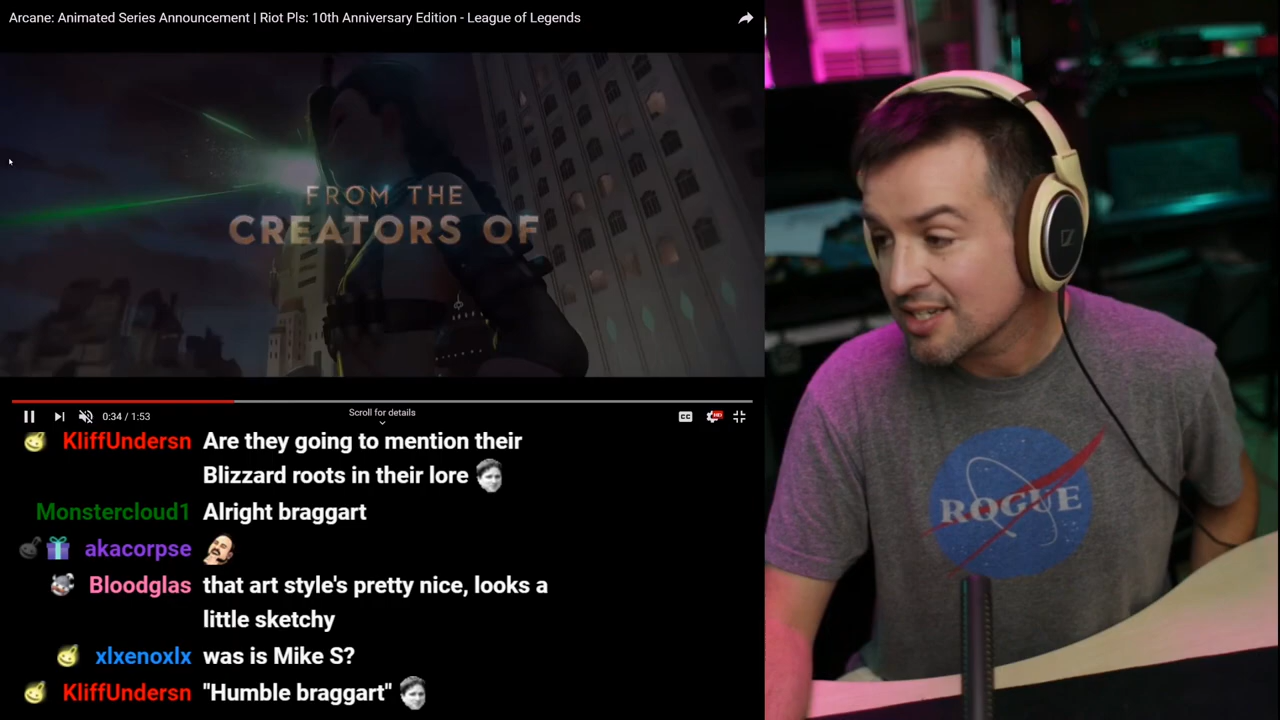 Arcane: Animated Series Announcement | Riot Pls: 10th Anniversary Edition - League of Legends
FROM THE
CREATORS OF
0:34 / 1:53
Scroll for details
CC
HD
KliffUndersn Are they going to mention their
Blizzard roots in their lore
Monstercloud1 Alright braggart
akacorpse
Bloodglas that art style's pretty nice, looks a
little sketchy
xlxenoxlx was is Mike S?
KliffUndersn "Humble braggart"
ROGUE